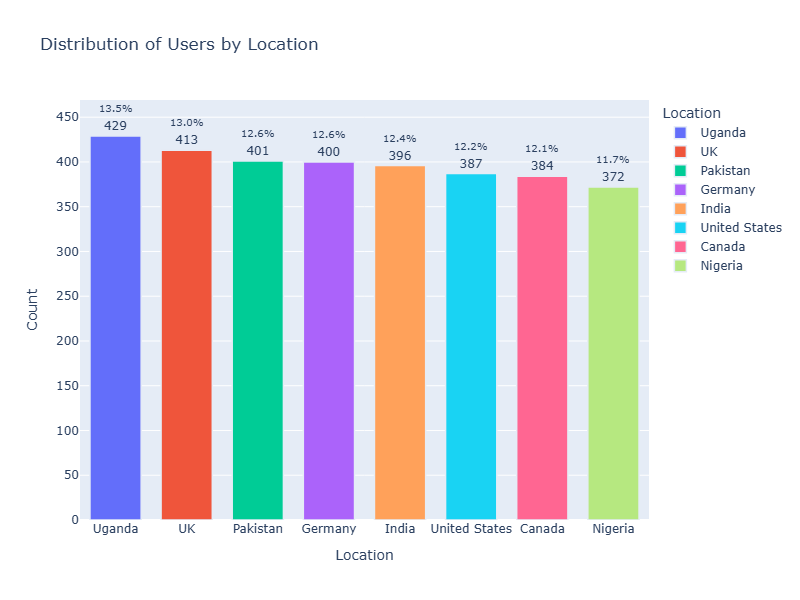 Distribution of Users by Location
13.5%
429
13.0%
413
12.6%
401
12.6%
400
12.4%
396
12.2%
387
12.1%
384
11.7%
372
450
400
350
300
250
200
150
100
50
0
Count
Uganda
UK
Pakistan
Germany
India
United States
Canada
Nigeria
Location
Location
Uganda
UK
Pakistan
Germany
India
United States
Canada
Nigeria